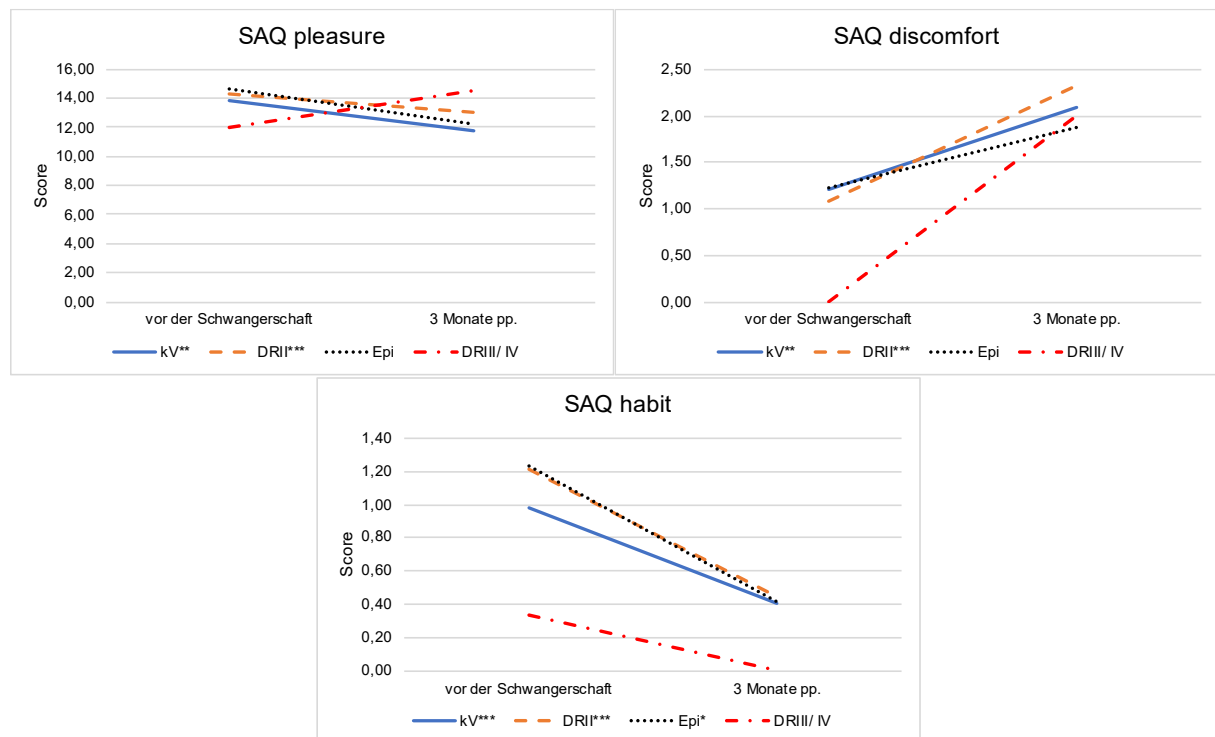 SAQ pleasure
16,00
14,00
12,00
10,00
8,00
6,00
4,00
2,00
0,00
Score
vor der Schwangerschaft 3 Monate pp.
kV** DRII*** Epi DRIII/ IV
SAQ discomfort
2,50
2,00
1,50
1,00
0,50
0,00
Score
vor der Schwangerschaft 3 Monate pp.
kV** DRII*** Epi DRIII/ IV
SAQ habit
1,40
1,20
1,00
0,80
0,60
0,40
0,20
0,00
Score
vor der Schwangerschaft 3 Monate pp.
kV*** DRII*** Epi* DRIII/ IV